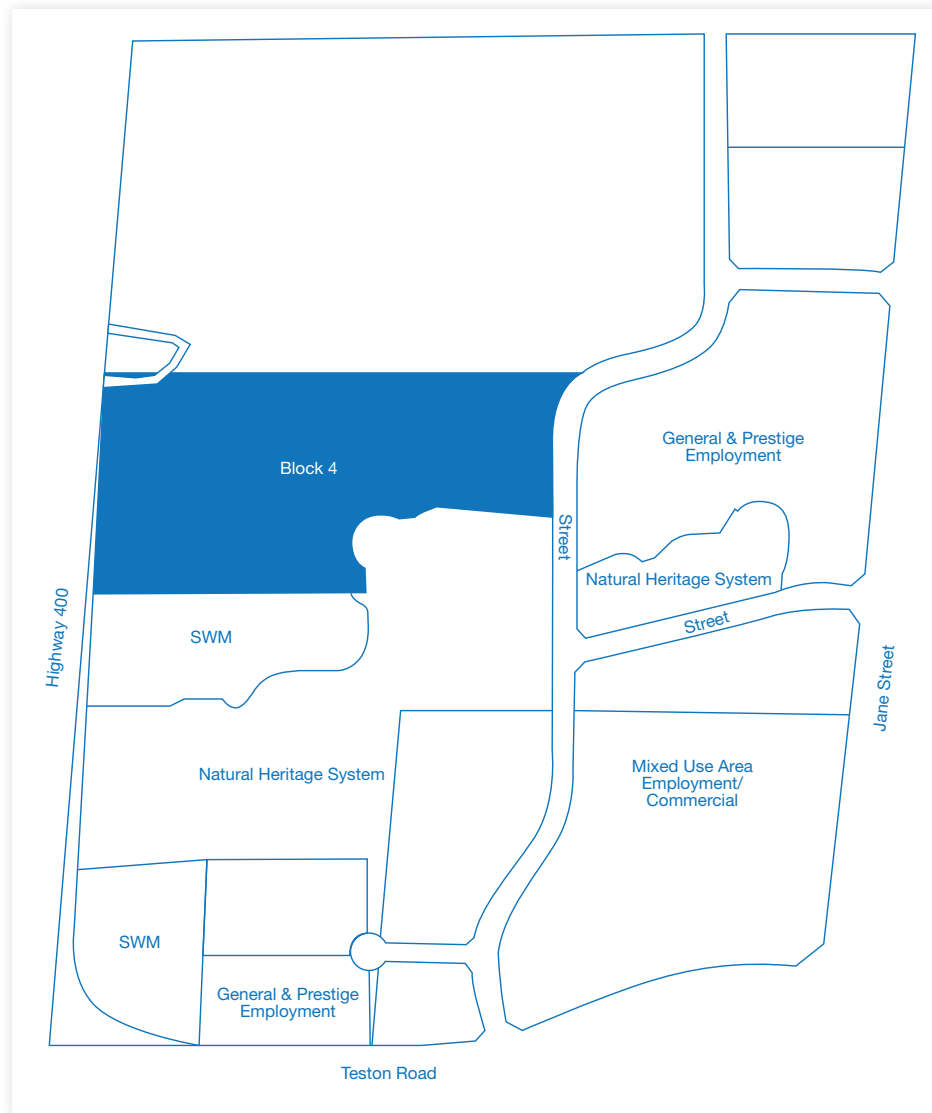 General & Prestige
Employment
Block 4
Street
Natural Heritage System
Highway 400
Street
SWM
Jane Street
Natural Heritage System
Mixed Use Area
Employment/
Commercial
SWM
General & Prestige
Employment
Teston Road